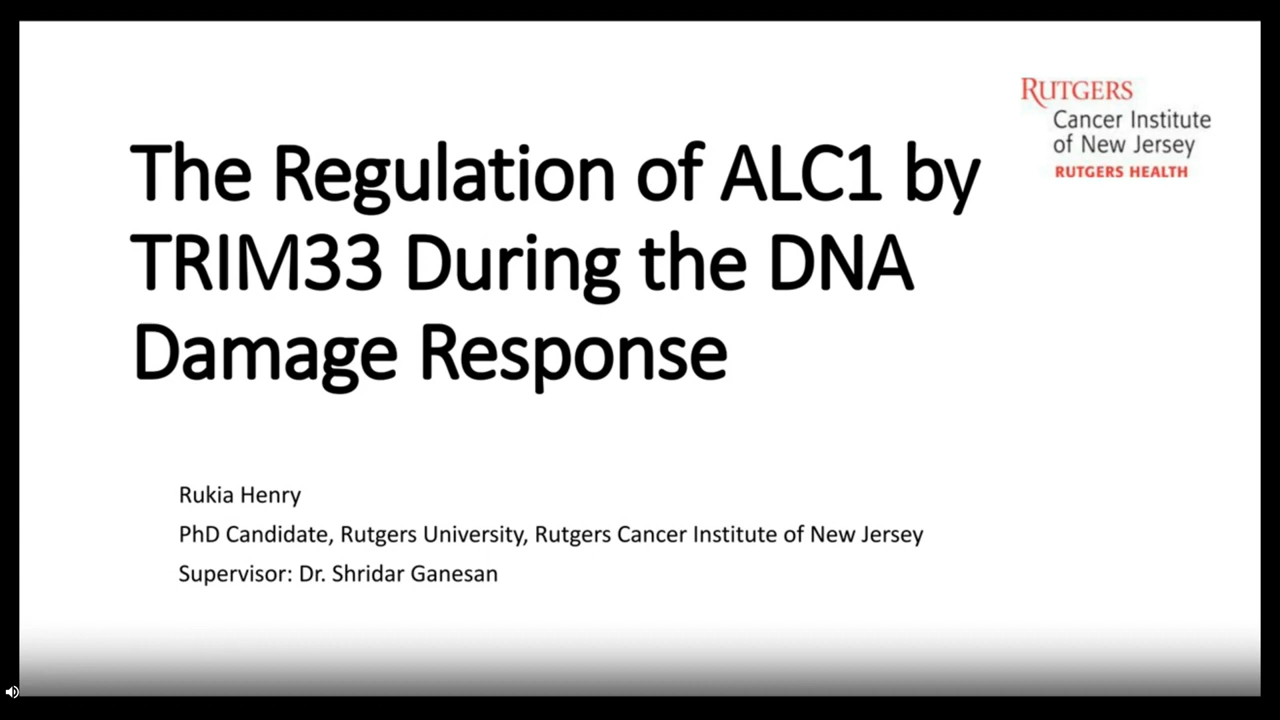 RUTGERS
Cancer Institute
of New Jersey
RUTGERS HEALTH
The Regulation of ALC1 by
TRIM33 During the DNA
Damage Response
Rukia Henry
PhD Candidate, Rutgers University, Rutgers Cancer Institute of New Jersey
Supervisor: Dr. Shridar Ganesan